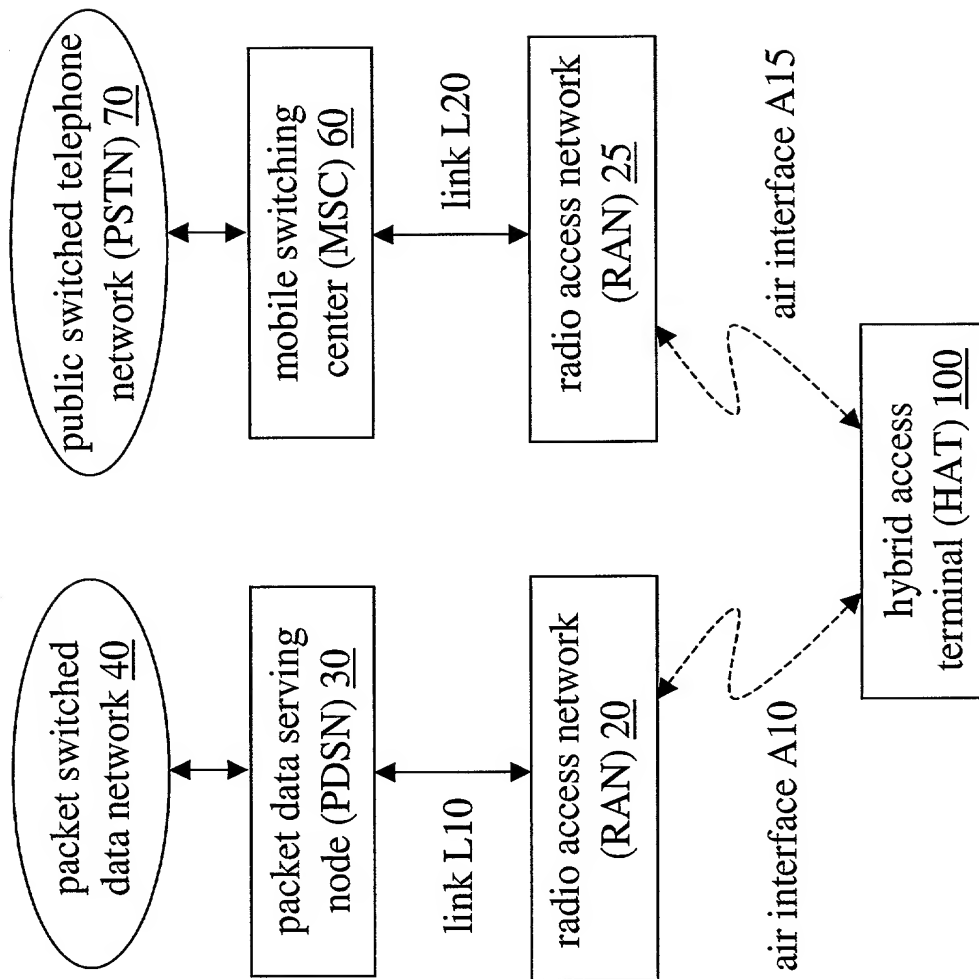 packet switched
data network 40
public switched telephone
network (PSTN) 70
packet data serving
node (PDSN) 30
mobile switching
center (MSC) 60
link L10
link L20
radio access network
(RAN) 20
radio access network
(RAN) 25
air interface A10
air interface A15
hybrid access
terminal (HAT) 100